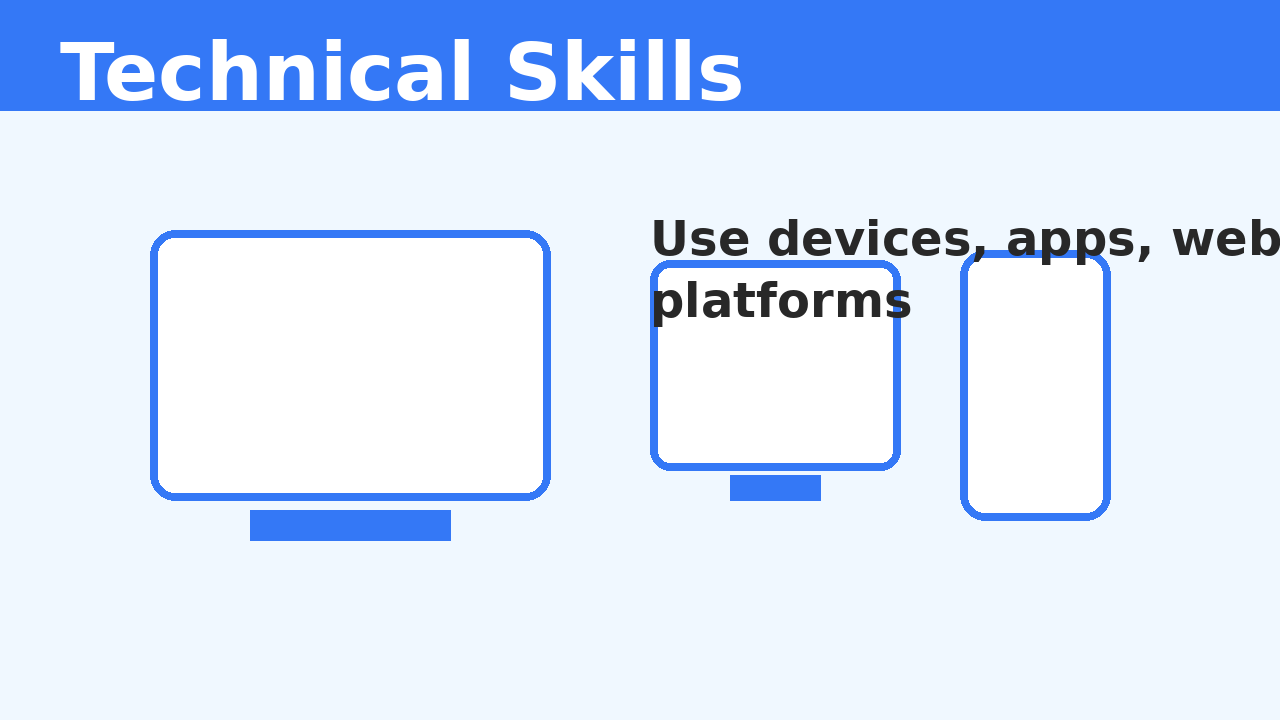 Technical Skills
Use devices, apps, web
platforms